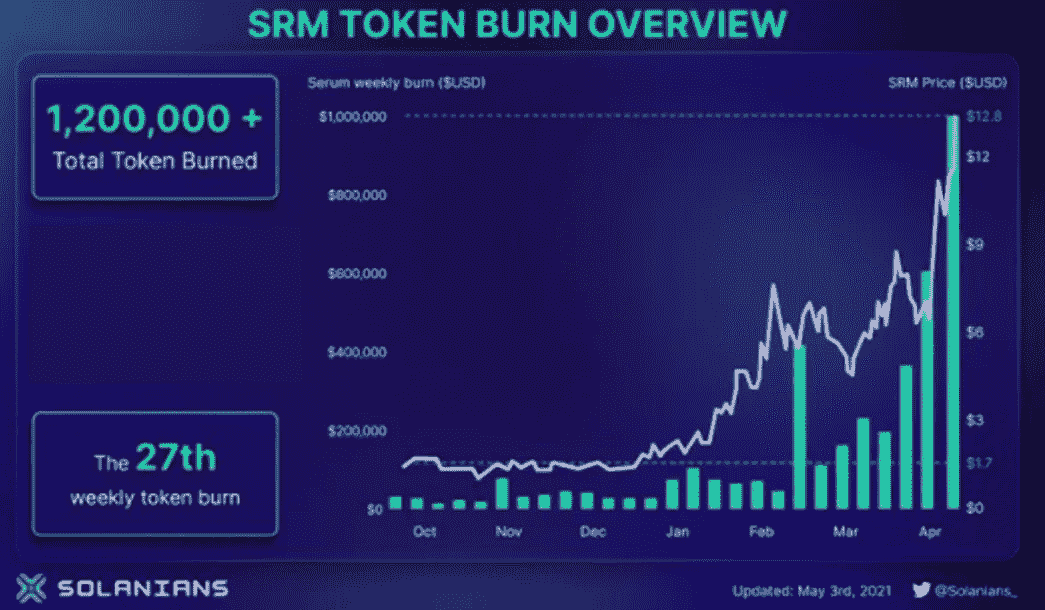 SRM TOKEN BURN OVERVIEW
1,200,000 +
Total Token Burned
The 27th
weekly token burn
Serum weekly burn ($USD)
SRM Price ($USD)
$1,000,000
$800,000
$600,000
$400,000
$200,000
$0
$12.8
$12
$9
$6
$3
$1.7
$0
Oct Nov Dec Jan Feb Mar Apr
SOLANIANS
Updated: May 3rd, 2021
@Solanians_